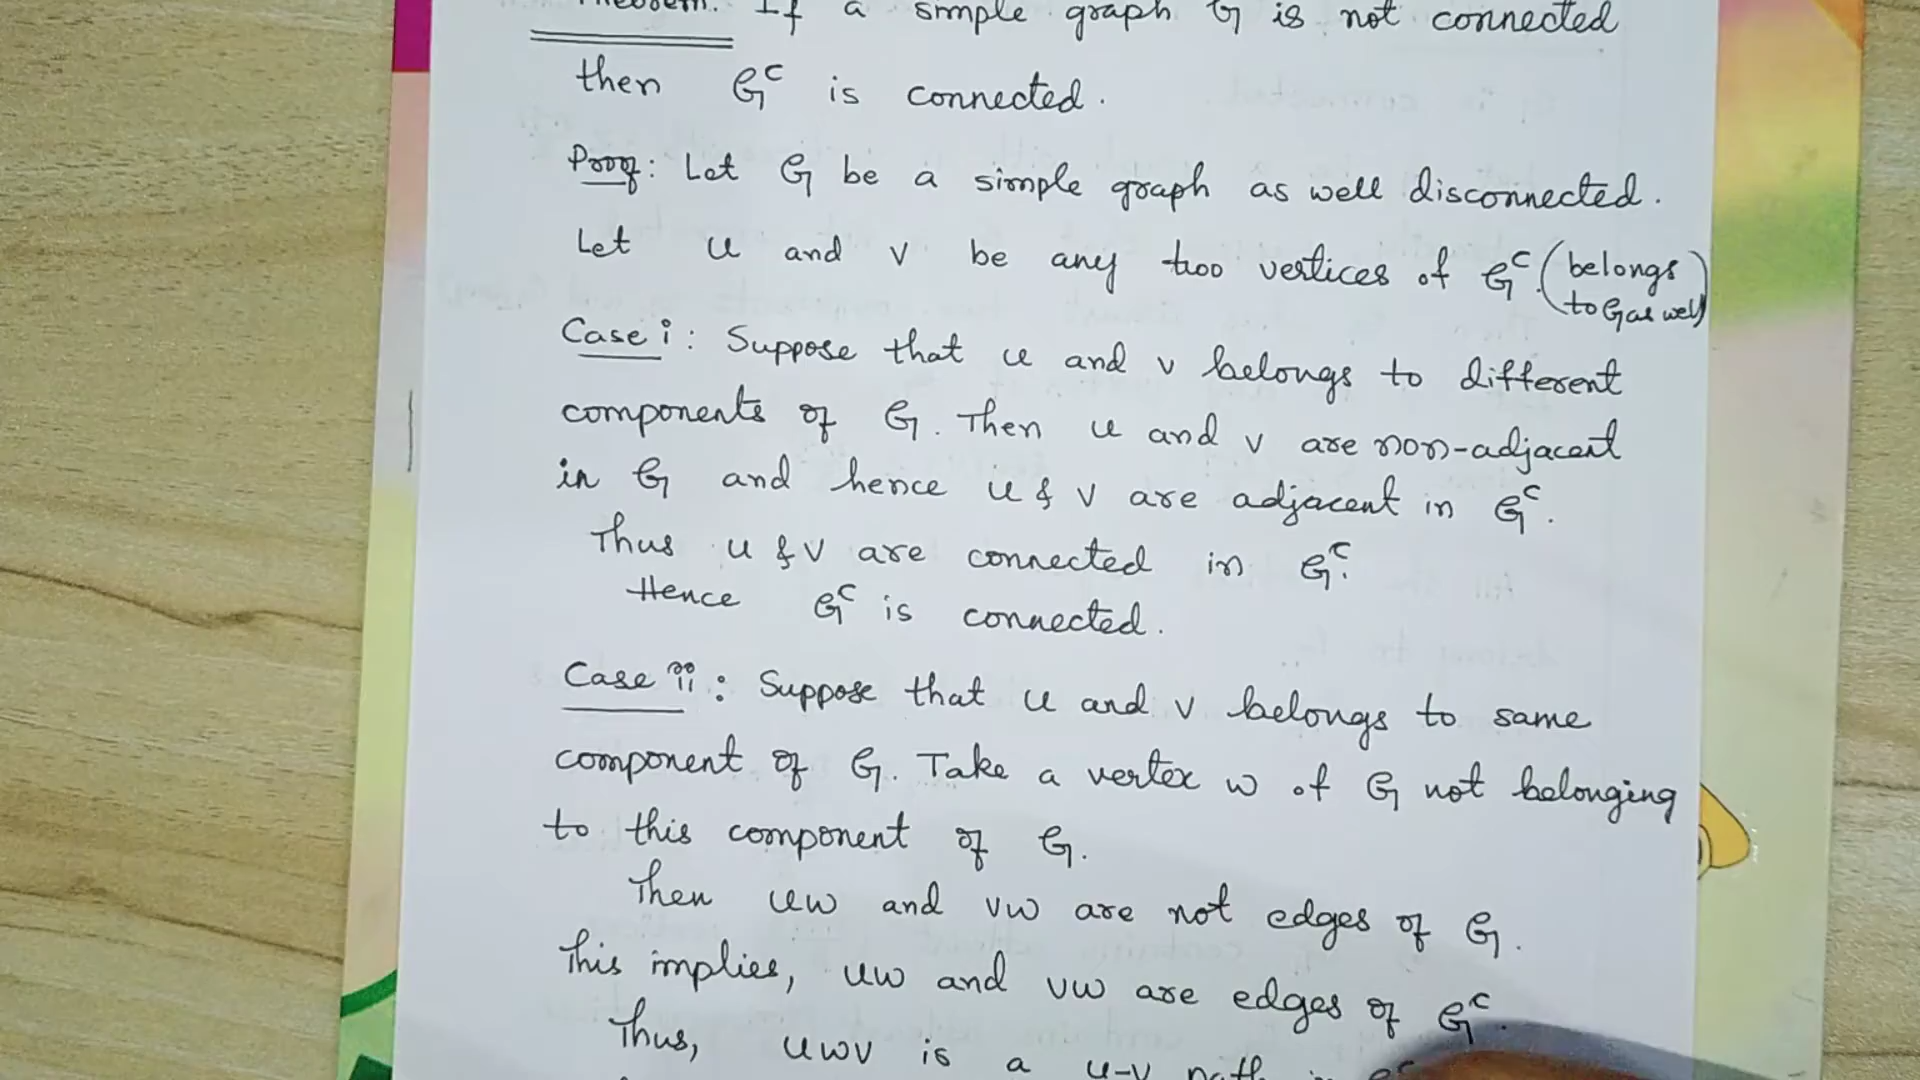 Theorem: If a simple graph G is not connected
then G^c is connected.
Proof: Let G be a simple graph as well disconnected.
Let u and v be any two vertices of G^c. (belongs to G as well)
Case i: Suppose that u and v belongs to different
components of G. Then u and v are non-adjacent
in G and hence u & v are adjacent in G^c.
Thus u & v are connected in G^c.
Hence G^c is connected.
Case ii: Suppose that u and v belongs to same
component of G. Take a vertex w of G not belonging
to this component of G.
Then uw and vw are not edges of G.
This implies, uw and vw are edges of G^c.
Thus, uwv is a u-v path in G^c